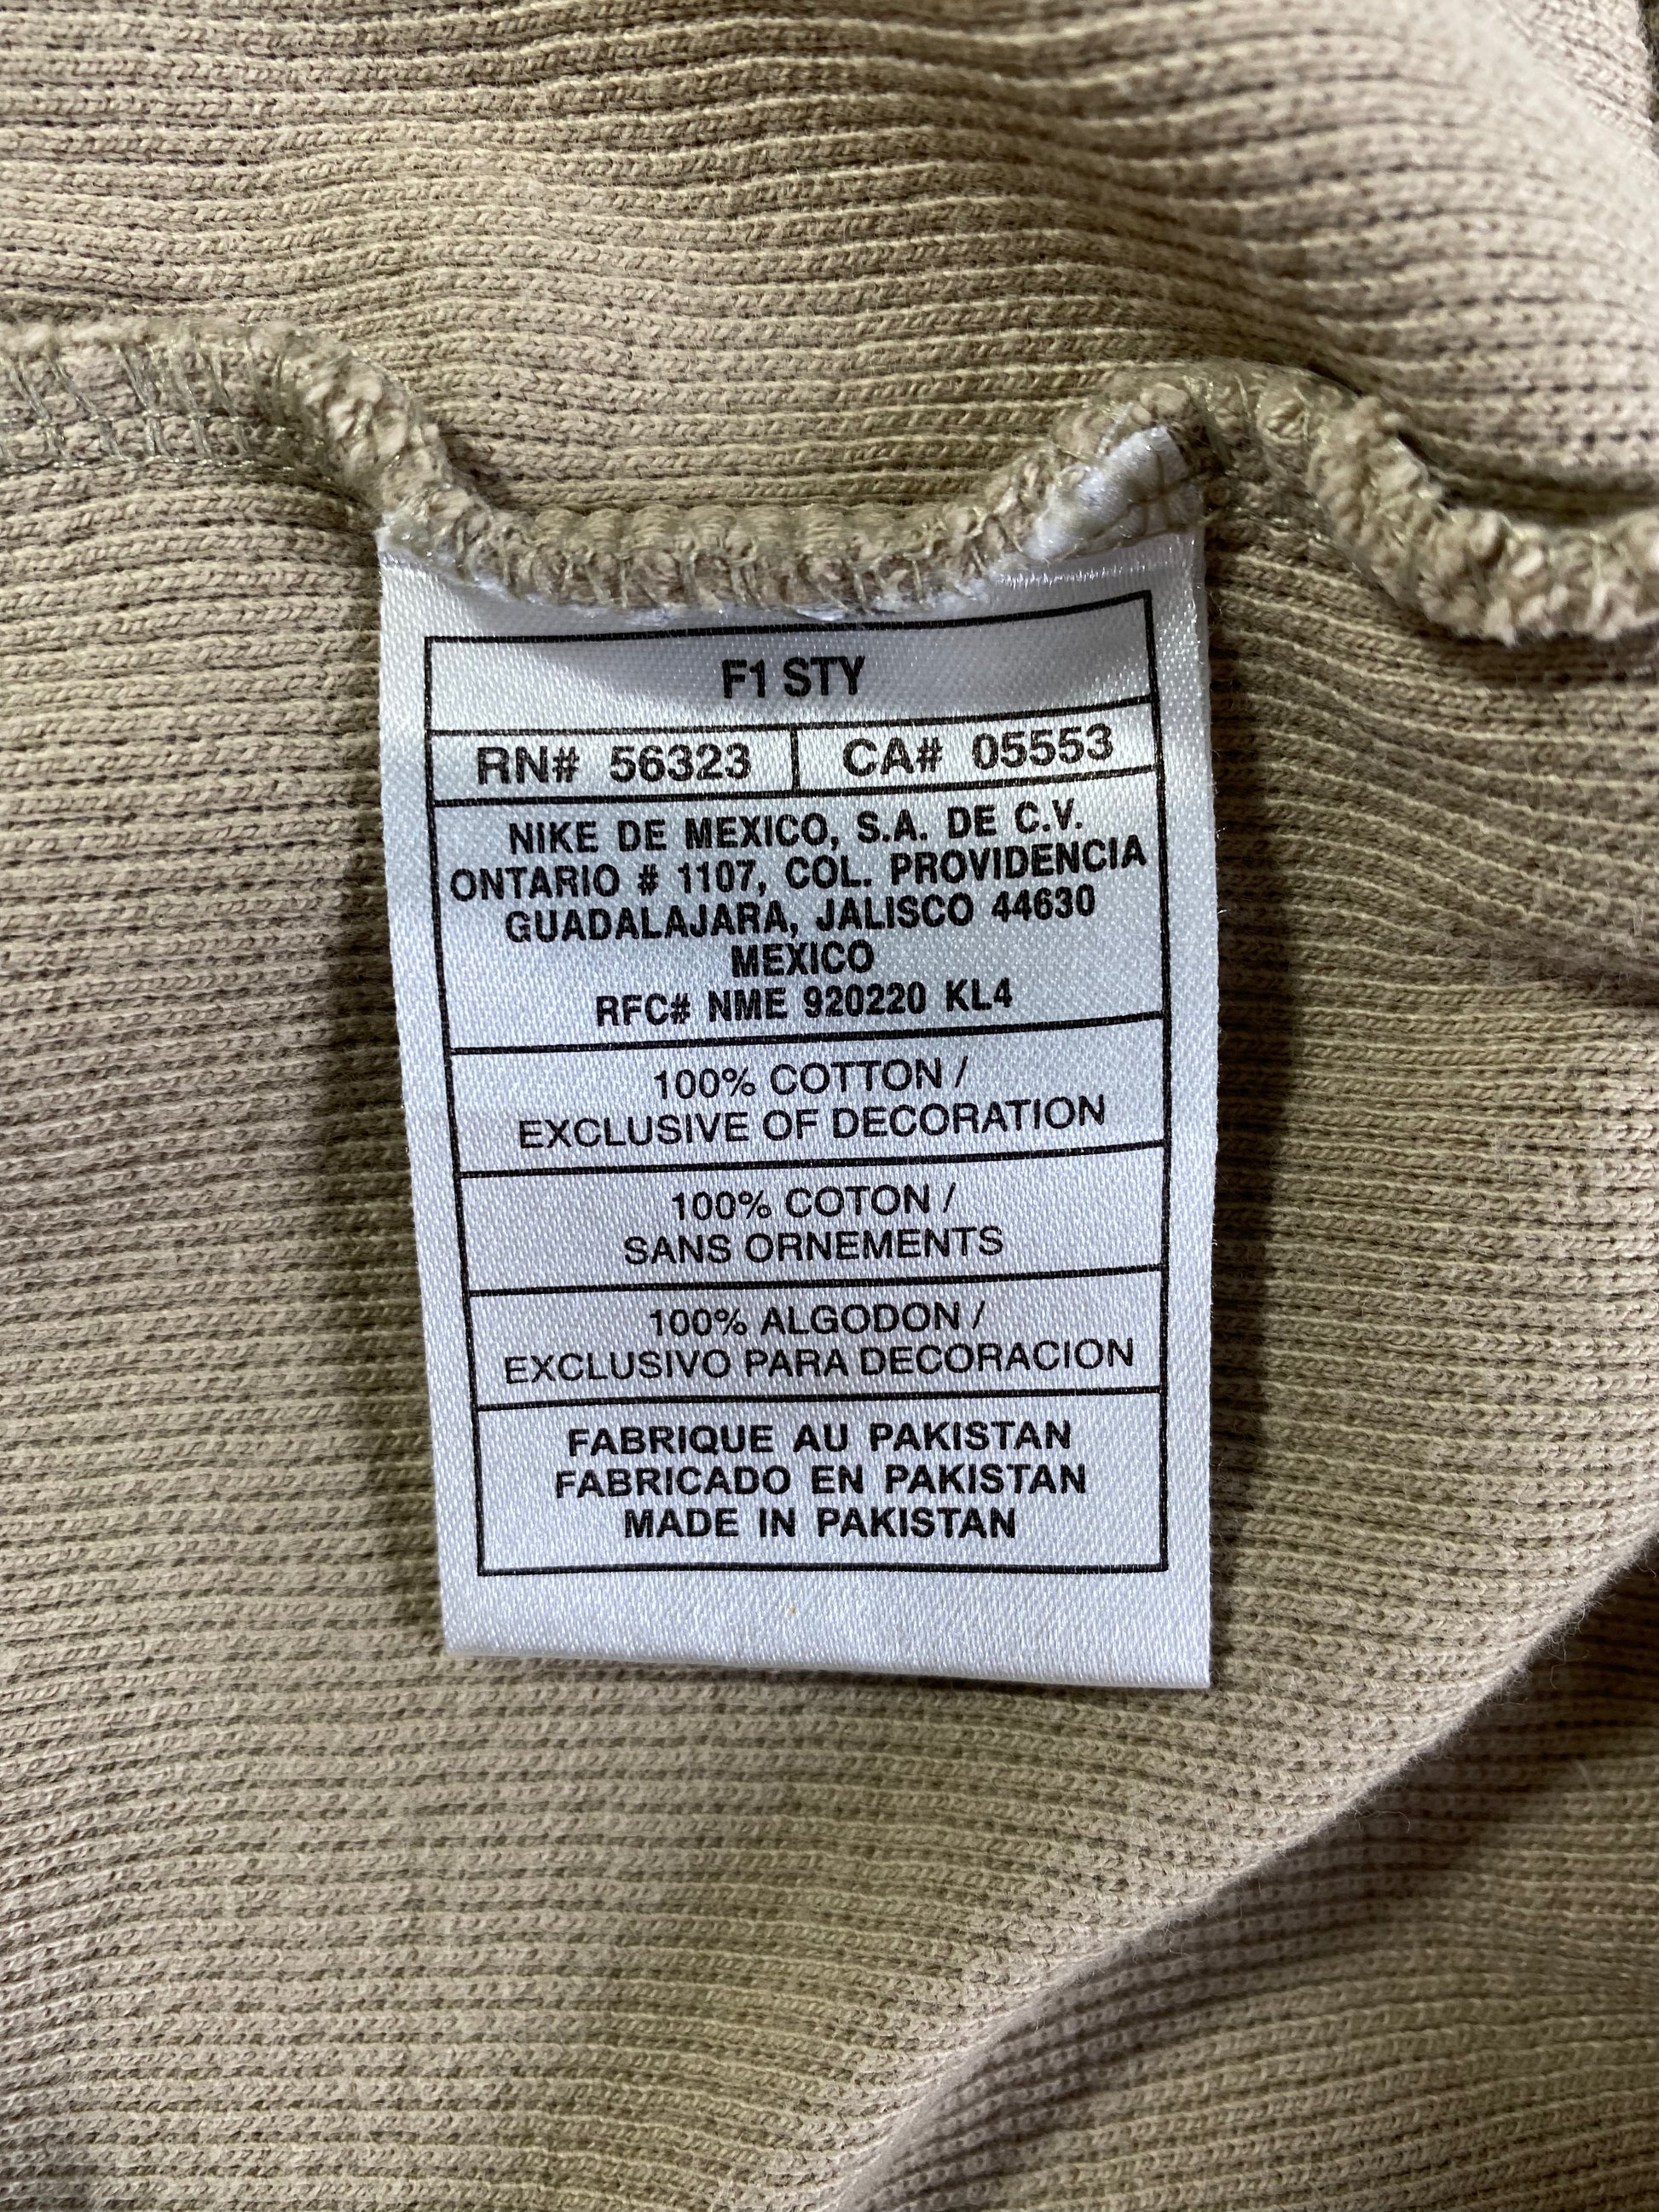 F1 STY
RN# 56323 CA# 05553
NIKE DE MEXICO, S.A. DE C.V.
ONTARIO # 1107, COL. PROVIDENCIA
GUADALAJARA, JALISCO 44630
MEXICO
RFC# NME 920220 KL4
100% COTTON /
EXCLUSIVE OF DECORATION
100% COTON /
SANS ORNEMENTS
100% ALGODON /
EXCLUSIVO PARA DECORACION
FABRIQUE AU PAKISTAN
FABRICADO EN PAKISTAN
MADE IN PAKISTAN